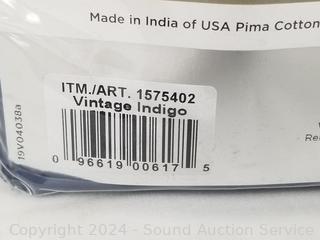 Made in India of USA Pima Cotton
ITM./ART. 1575402
Vintage Indigo
0 96619 00617 5
19V04038a
Copyright 2024 - Sound Auction Service